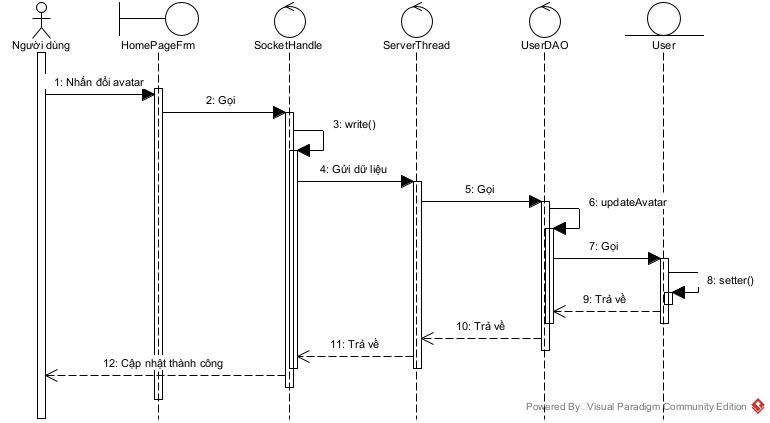 Người dùng
HomePageFrm
SocketHandle
ServerThread
UserDAO
User
1: Nhấn đổi avatar
2: Gọi
3: write()
4: Gửi dữ liệu
5: Gọi
6: updateAvatar
7: Gọi
8: setter()
9: Trả về
10: Trả về
11: Trả về
12: Cập nhật thành công
Powered By Visual Paradigm Community Edition